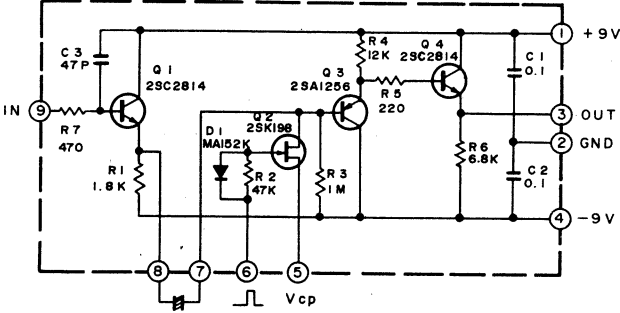 R4
12K
Q4
2SC2814
1
+9V
C3
47P
Q1
2SC2814
Q3
2SA1256
R5
220
C1
0.1
IN
9
R7
470
Q2
2SK198
D1
MA152K
3
OUT
2
GND
R1
1.8K
R2
47K
R3
1M
R6
6.8K
C2
0.1
4
-9V
8
7
6
5
Vcp